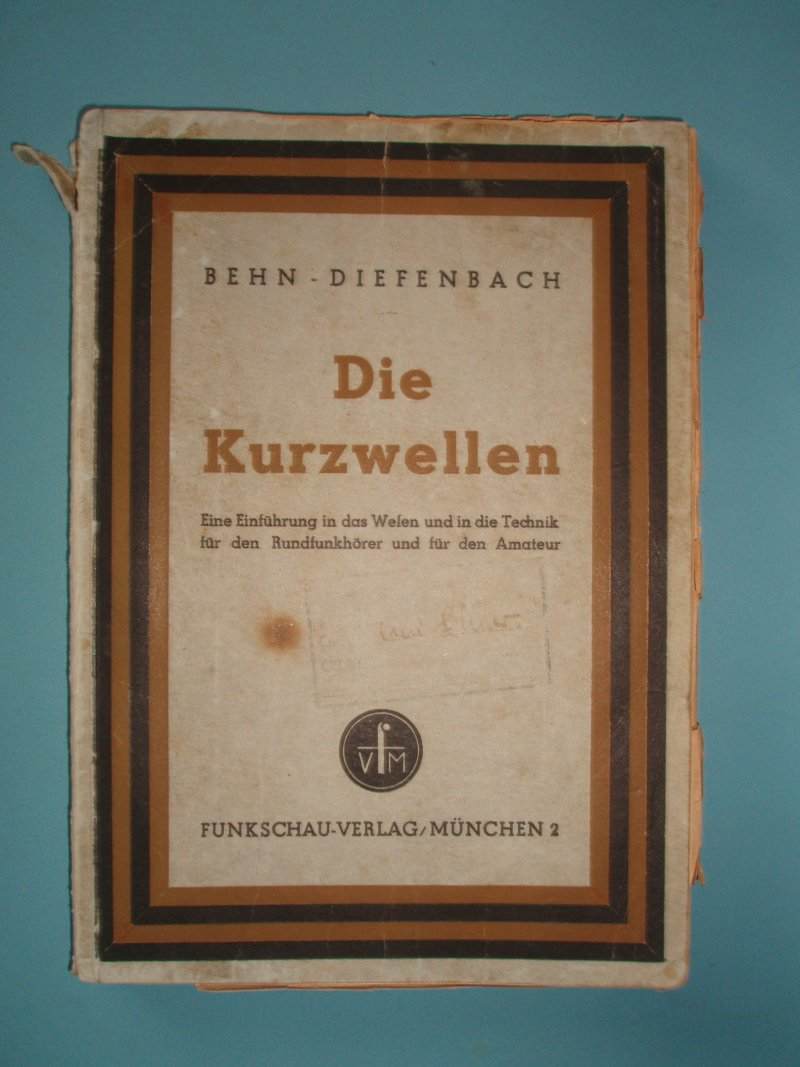 BEHN - DIEFENBACH
Die
Kurzwellen
Eine Einführung in das Weſen und in die Technik
für den Rundfunkhörer und für den Amateur
VfM
FUNKSCHAU-VERLAG/MÜNCHEN 2